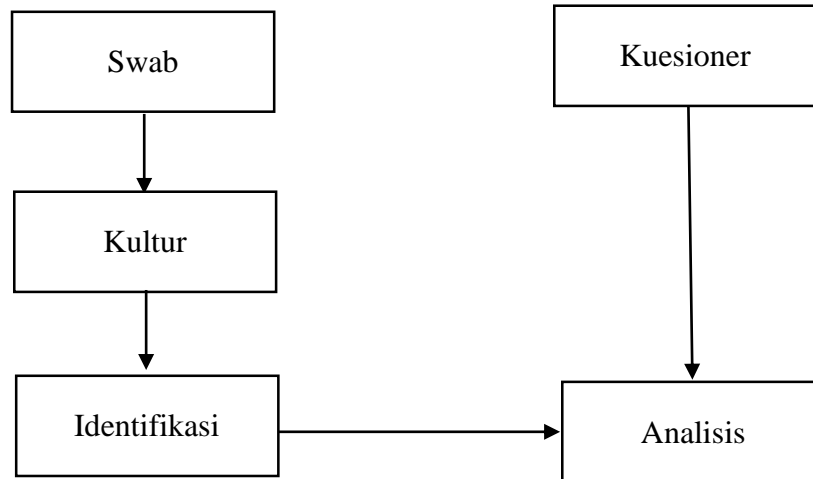 Swab
Kuesioner
Kultur
Identifikasi
Analisis